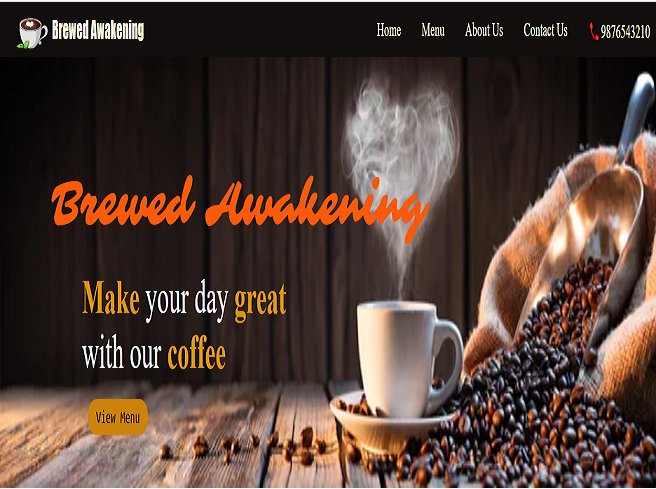 Brewed Awakening
Home Menu About Us Contact Us 9876543210
Brewed Awakening
Make your day great
with our coffee
View Menu